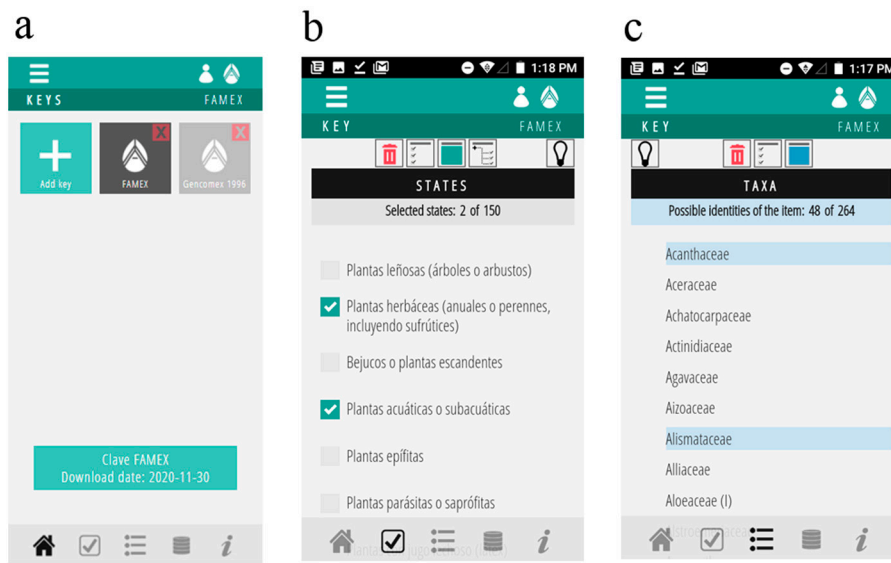 a
KEYS FAMEX
Add key
FAMEX
Gencomex 1996
Clave FAMEX
Download date: 2020-11-30
b
1:18 PM
KEY FAMEX
STATES
Selected states: 2 of 150
Plantas leñosas (árboles o arbustos)
Plantas herbáceas (anuales o perennes,
incluyendo sufrútices)
Bejucos o plantas escandentes
Plantas acuáticas o subacuáticas
Plantas epífitas
Plantas parásitas o saprófitas
c
1:17 PM
KEY FAMEX
TAXA
Possible identities of the item: 48 of 264
Acanthaceae
Aceraceae
Achatocarpaceae
Actinidiaceae
Agavaceae
Aizoaceae
Alismataceae
Alliaceae
Aloeaceae (I)